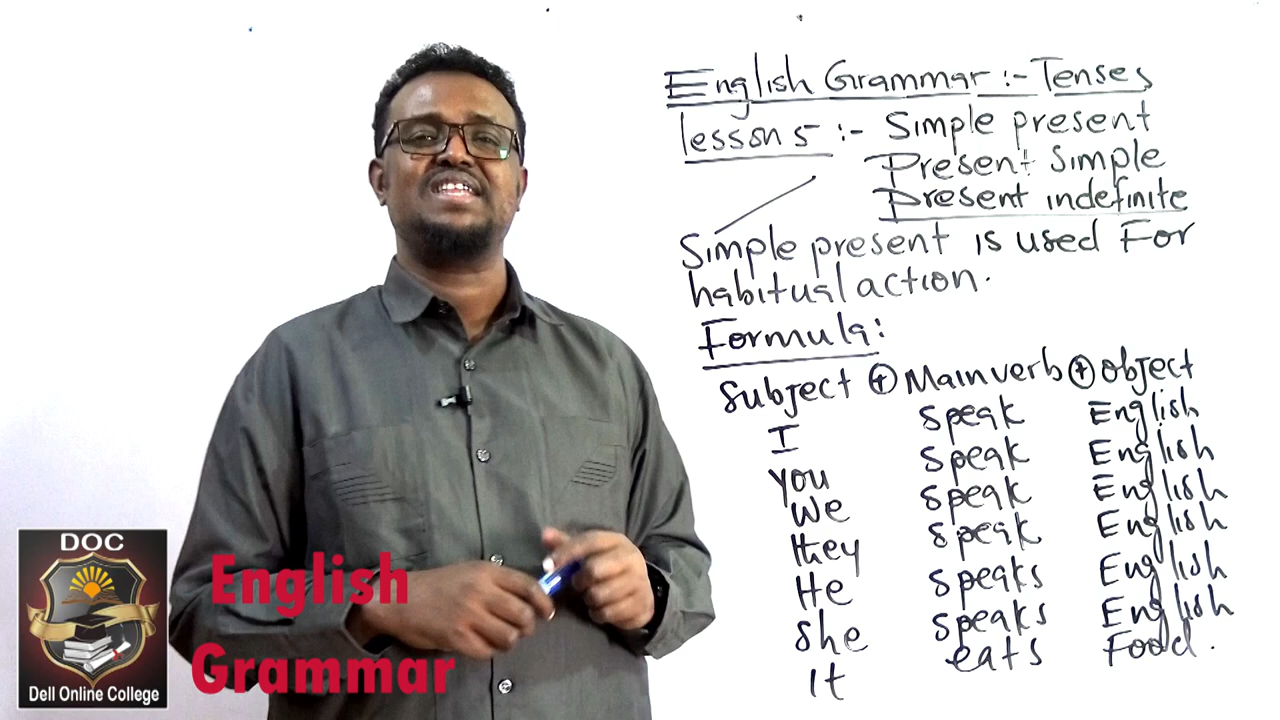 English Grammar :- Tenses
lesson 5 :- Simple present
Present Simple
Present indefinite
Simple present is used For
habitual action.
Formula:
Subject + Main verb + object
I speak English
you speak English
We speak English
they speak English
He speaks English
she speaks English
It eats Food.
DOC
Dell Online College
English
Grammar